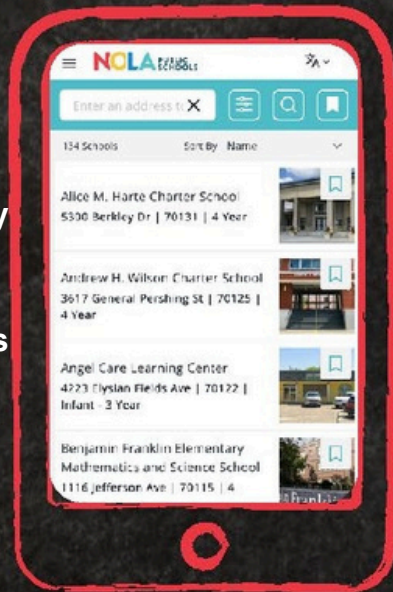 NOLA PUBLIC SCHOOLS
Enter an address t
134 Schools Sort By Name
Alice M. Harte Charter School
5300 Berkley Dr | 70131 | 4 Year
Andrew H. Wilson Charter School
3617 General Pershing St | 70125 |
4 Year
Angel Care Learning Center
4223 Elysian Fields Ave | 70122 |
Infant - 3 Year
Benjamin Franklin Elementary
Mathematics and Science School
1116 Jefferson Ave | 70115 | 4
Franklin
y
s